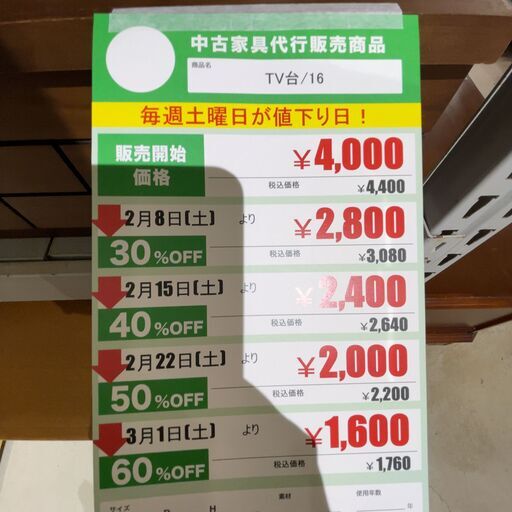 中古家具代行販売商品
商品名
TV台/16
毎週土曜日が値下り日！
販売開始
価格
¥4,000
税込価格 ¥4,400
2月8日(土) より ¥2,800
30%OFF 税込価格 ¥3,080
2月15日(土) より ¥2,400
40%OFF 税込価格 ¥2,640
2月22日(土) より ¥2,000
50%OFF 税込価格 ¥2,200
3月1日(土) より ¥1,600
60%OFF 税込価格 ¥1,760
サイズ 素材 使用年数
H 年